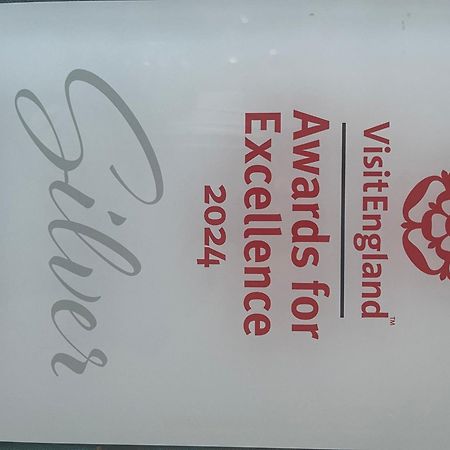 VisitEngland™
Awards for
Excellence
2024
Silver